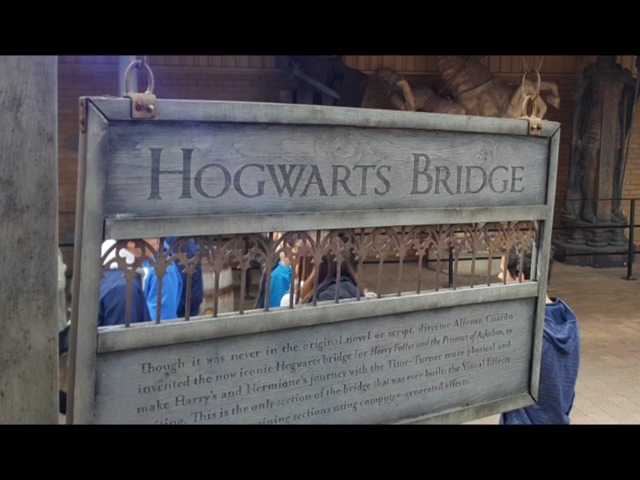 HOGWARTS BRIDGE
Though it was never in the original novel or script, director Alfonso Cuarón
invented the now iconic Hogwarts bridge for Harry Potter and the Prisoner of Azkaban, to
make Harry's and Hermione's journey with the Time-Turner more physical and
This is the only section of the bridge that was ever built; the Visual Effects
sections using computer-generated effects.